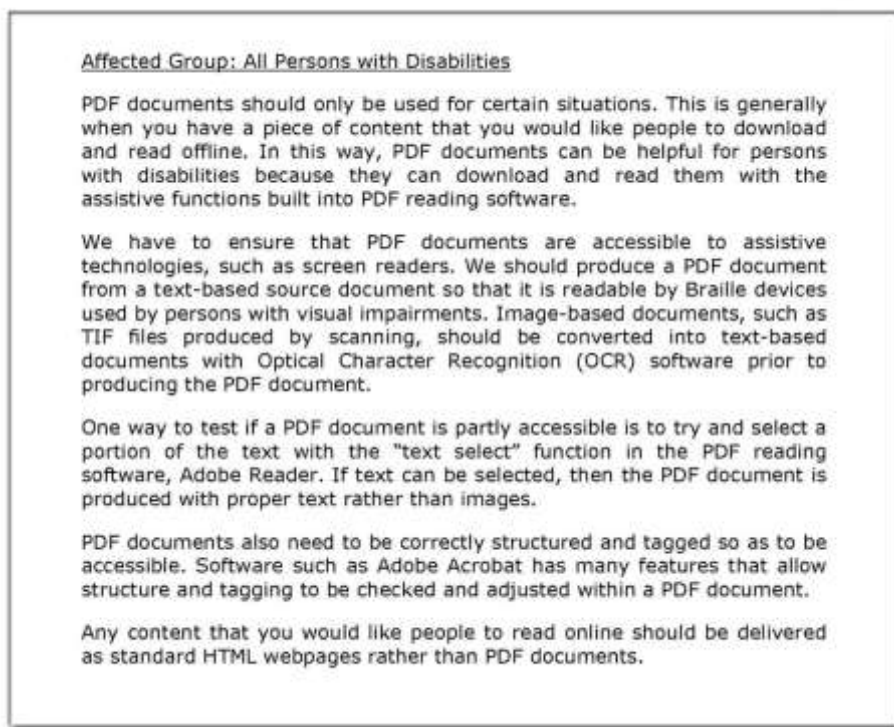 Affected Group: All Persons with Disabilities
PDF documents should only be used for certain situations. This is generally
when you have a piece of content that you would like people to download
and read offline. In this way, PDF documents can be helpful for persons
with disabilities because they can download and read them with the
assistive functions built into PDF reading software.
We have to ensure that PDF documents are accessible to assistive
technologies, such as screen readers. We should produce a PDF document
from a text-based source document so that it is readable by Braille devices
used by persons with visual impairments. Image-based documents, such as
TIF files produced by scanning, should be converted into text-based
documents with Optical Character Recognition (OCR) software prior to
producing the PDF document.
One way to test if a PDF document is partly accessible is to try and select a
portion of the text with the “text select” function in the PDF reading
software, Adobe Reader. If text can be selected, then the PDF document is
produced with proper text rather than images.
PDF documents also need to be correctly structured and tagged so as to be
accessible. Software such as Adobe Acrobat has many features that allow
structure and tagging to be checked and adjusted within a PDF document.
Any content that you would like people to read online should be delivered
as standard HTML webpages rather than PDF documents.